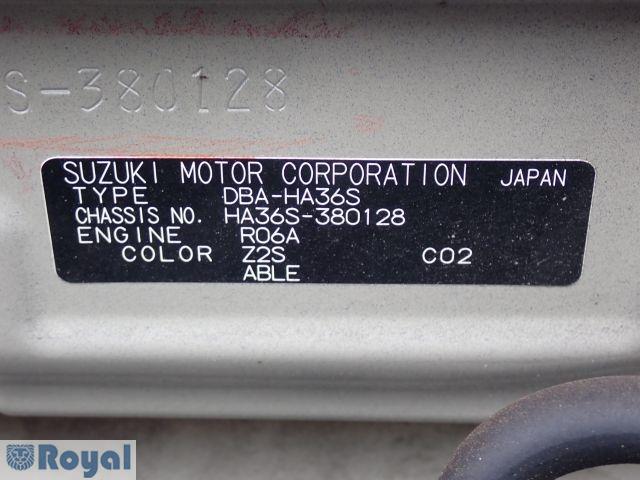 S-380128
SUZUKI MOTOR CORPORATION JAPAN
TYPE DBA-HA36S
CHASSIS NO. HA36S-380128
ENGINE R06A
COLOR Z2S C02
ABLE
Royal